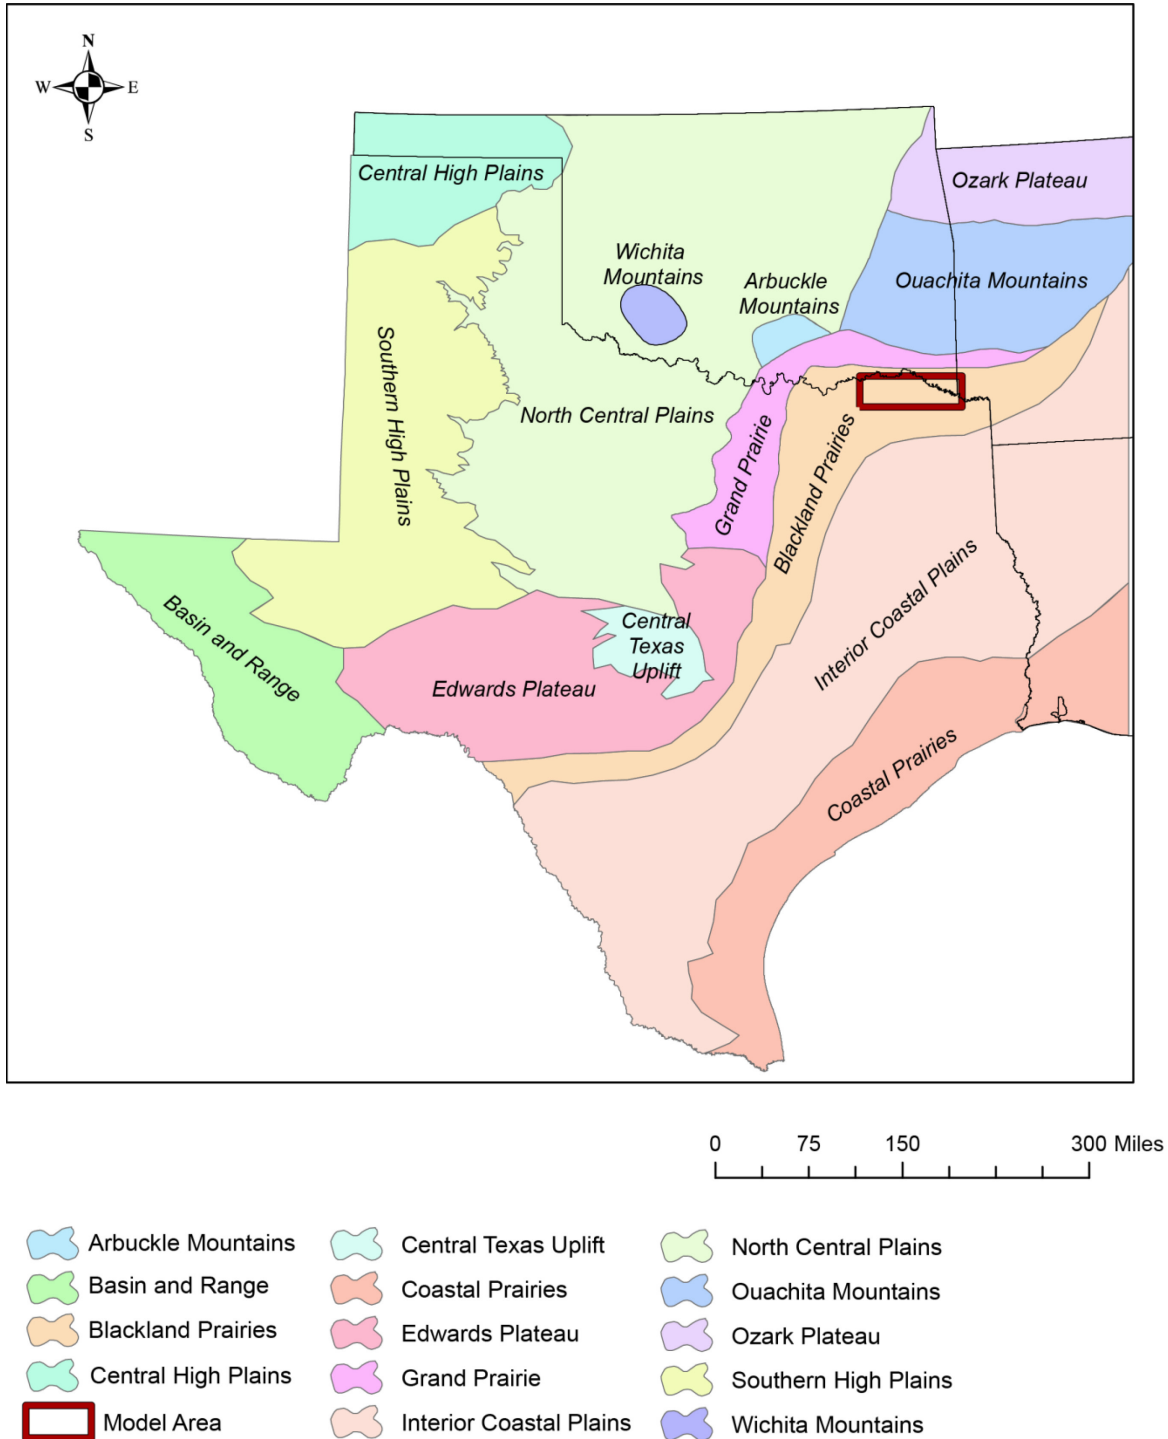 N
W E
S
Central High Plains
Ozark Plateau
Wichita
Mountains
Arbuckle
Mountains
Ouachita Mountains
Southern High Plains
North Central Plains
Grand Prairie
Blackland Prairies
Basin and Range
Central
Texas
Uplift
Edwards Plateau
Interior Coastal Plains
Coastal Prairies
0 75 150 300 Miles
Arbuckle Mountains
Basin and Range
Blackland Prairies
Central High Plains
Model Area
Central Texas Uplift
Coastal Prairies
Edwards Plateau
Grand Prairie
Interior Coastal Plains
North Central Plains
Ouachita Mountains
Ozark Plateau
Southern High Plains
Wichita Mountains